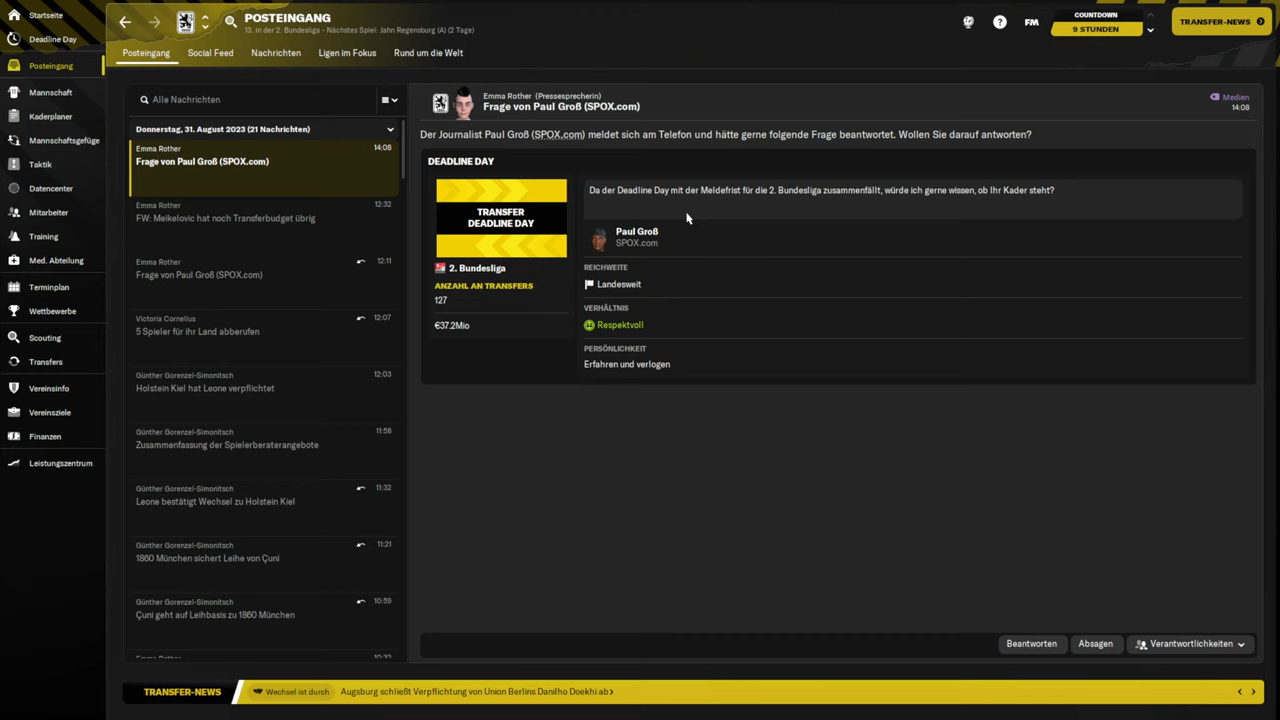 Startseite
Deadline Day
Posteingang
Mannschaft
Kaderplaner
Mannschaftsgefüge
Taktik
Datencenter
Mitarbeiter
Training
Med. Abteilung
Terminplan
Wettbewerbe
Scouting
Transfers
Vereinsinfo
Vereinsziele
Finanzen
Leistungszentrum
POSTEINGANG
13. in der 2. Bundesliga - Nächstes Spiel: Jahn Regensburg (A) (2 Tage)
FM
COUNTDOWN
9 STUNDEN
TRANSFER-NEWS
Posteingang Social Feed Nachrichten Ligen im Fokus Rund um die Welt
Alle Nachrichten
Donnerstag, 31. August 2023 (21 Nachrichten)
Emma Rother 14:08
Frage von Paul Groß (SPOX.com)
Emma Rother 12:32
FW: Meikelovic hat noch Transferbudget übrig
Emma Rother 12:11
Frage von Paul Groß (SPOX.com)
Victoria Cornelius 12:07
5 Spieler für ihr Land abberufen
Günther Gorenzel-Simonitsch 12:03
Holstein Kiel hat Leone verpflichtet
Günther Gorenzel-Simonitsch 11:58
Zusammenfassung der Spielerberaterangebote
Günther Gorenzel-Simonitsch 11:32
Leone bestätigt Wechsel zu Holstein Kiel
Günther Gorenzel-Simonitsch 11:21
1860 München sichert Leihe von Çuni
Günther Gorenzel-Simonitsch 10:59
Çuni geht auf Leihbasis zu 1860 München
Emma Rother (Pressesprecherin)
Frage von Paul Groß (SPOX.com)
Medien
14:08
Der Journalist Paul Groß (SPOX.com) meldet sich am Telefon und hätte gerne folgende Frage beantwortet. Wollen Sie darauf antworten?
DEADLINE DAY
TRANSFER
DEADLINE DAY
2. Bundesliga
ANZAHL AN TRANSFERS
127
€37.2Mio
Da der Deadline Day mit der Meldefrist für die 2. Bundesliga zusammenfällt, würde ich gerne wissen, ob Ihr Kader steht?
Paul Groß
SPOX.com
REICHWEITE
Landesweit
VERHÄLTNIS
Respektvoll
PERSÖNLICHKEIT
Erfahren und verlogen
Beantworten Absagen Verantwortlichkeiten
TRANSFER-NEWS Wechsel ist durch Augsburg schließt Verpflichtung von Union Berlins Danilho Doekhi ab